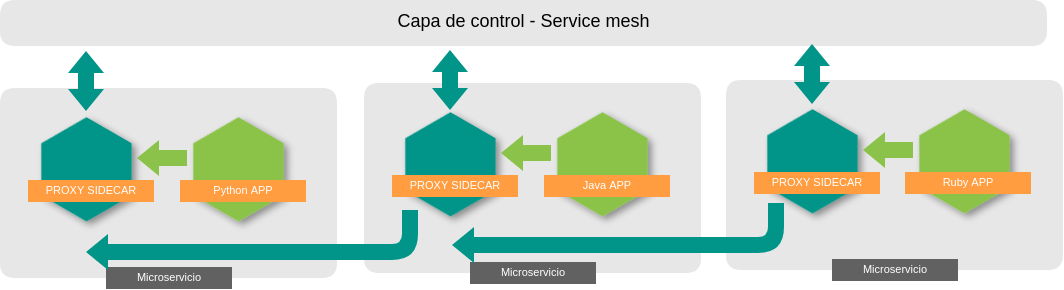 Capa de control - Service mesh
PROXY SIDECAR
Python APP
Microservicio
PROXY SIDECAR
Java APP
Microservicio
PROXY SIDECAR
Ruby APP
Microservicio